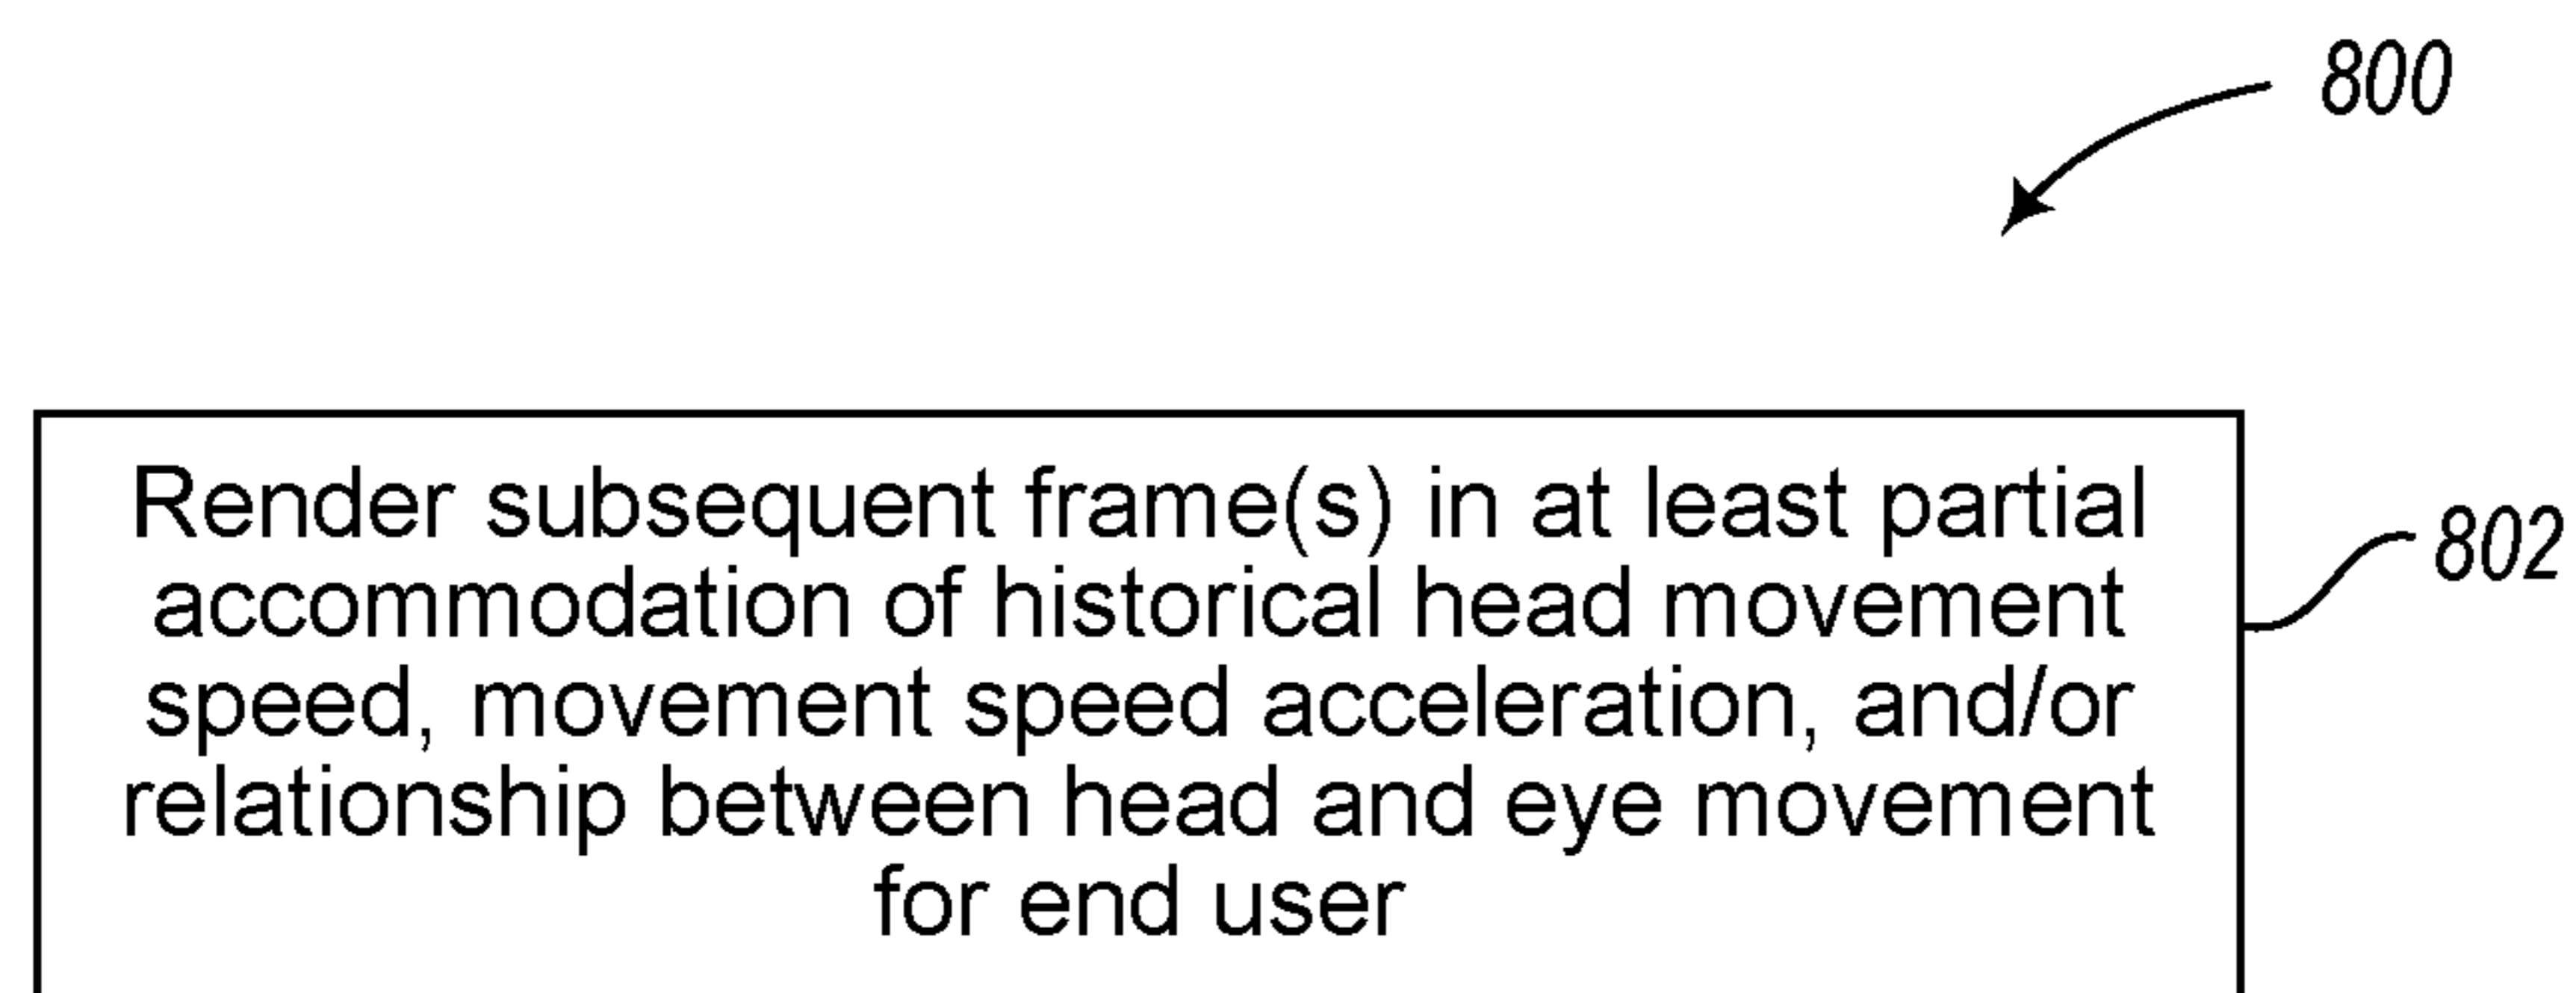 800
Render subsequent frame(s) in at least partial
accommodation of historical head movement
speed, movement speed acceleration, and/or
relationship between head and eye movement
for end user
802